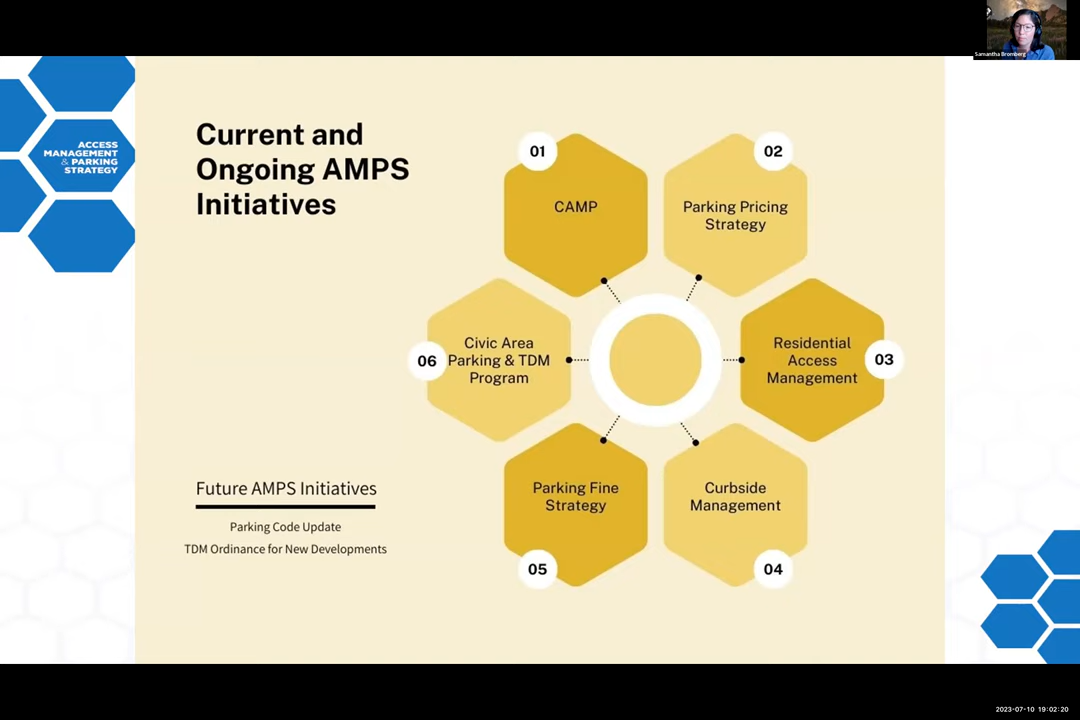 Samantha Bromberg
ACCESS
MANAGEMENT
& PARKING
STRATEGY
Current and
Ongoing AMPS
Initiatives
01
CAMP
02
Parking Pricing
Strategy
Residential
Access
Management
03
Curbside
Management
04
Parking Fine
Strategy
05
06
Civic Area
Parking & TDM
Program
Future AMPS Initiatives
Parking Code Update
TDM Ordinance for New Developments
2023-07-10 19:02:20